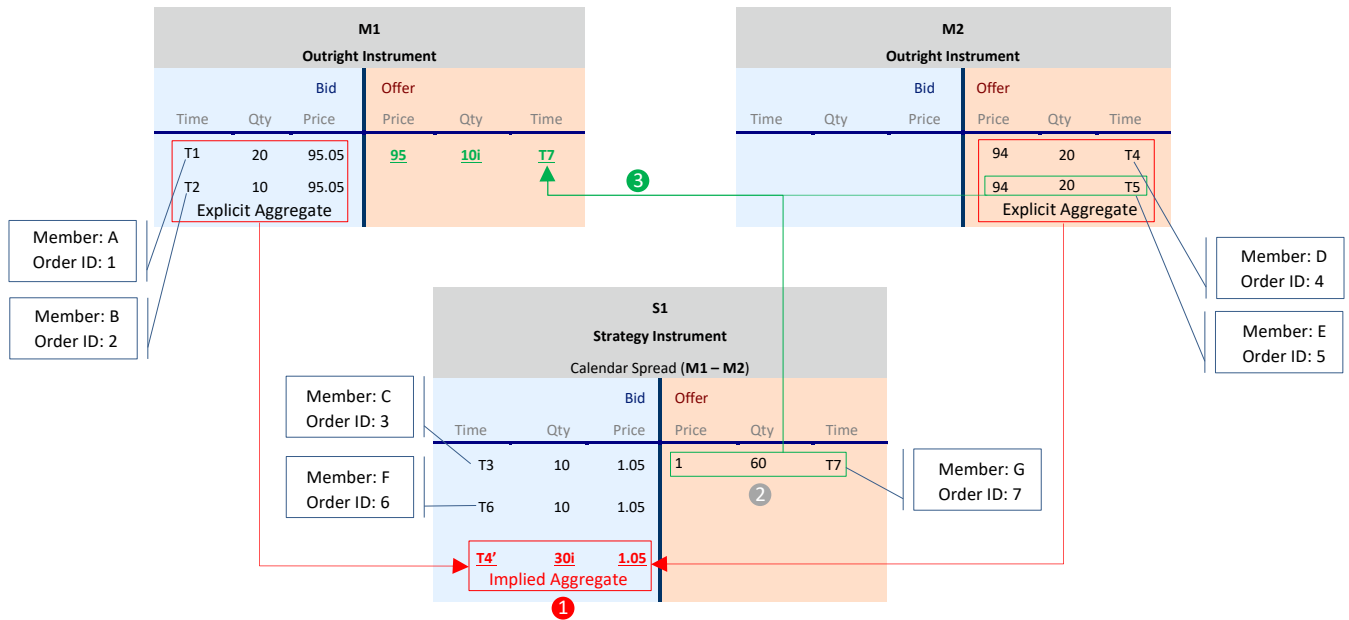 M1
Outright Instrument
Bid Offer
Time Qty Price Price Qty Time
T1 20 95.05 95 10i T7
T2 10 95.05
Explicit Aggregate
M2
Outright Instrument
Bid Offer
Time Qty Price Price Qty Time
94 20 T4
94 20 T5
Explicit Aggregate
3
Member: A
Order ID: 1
Member: B
Order ID: 2
Member: D
Order ID: 4
Member: E
Order ID: 5
S1
Strategy Instrument
Calendar Spread (M1 – M2)
Bid Offer
Time Qty Price Price Qty Time
T3 10 1.05 1 60 T7
2
T6 10 1.05
T4’ 30i 1.05
Implied Aggregate
1
Member: C
Order ID: 3
Member: F
Order ID: 6
Member: G
Order ID: 7